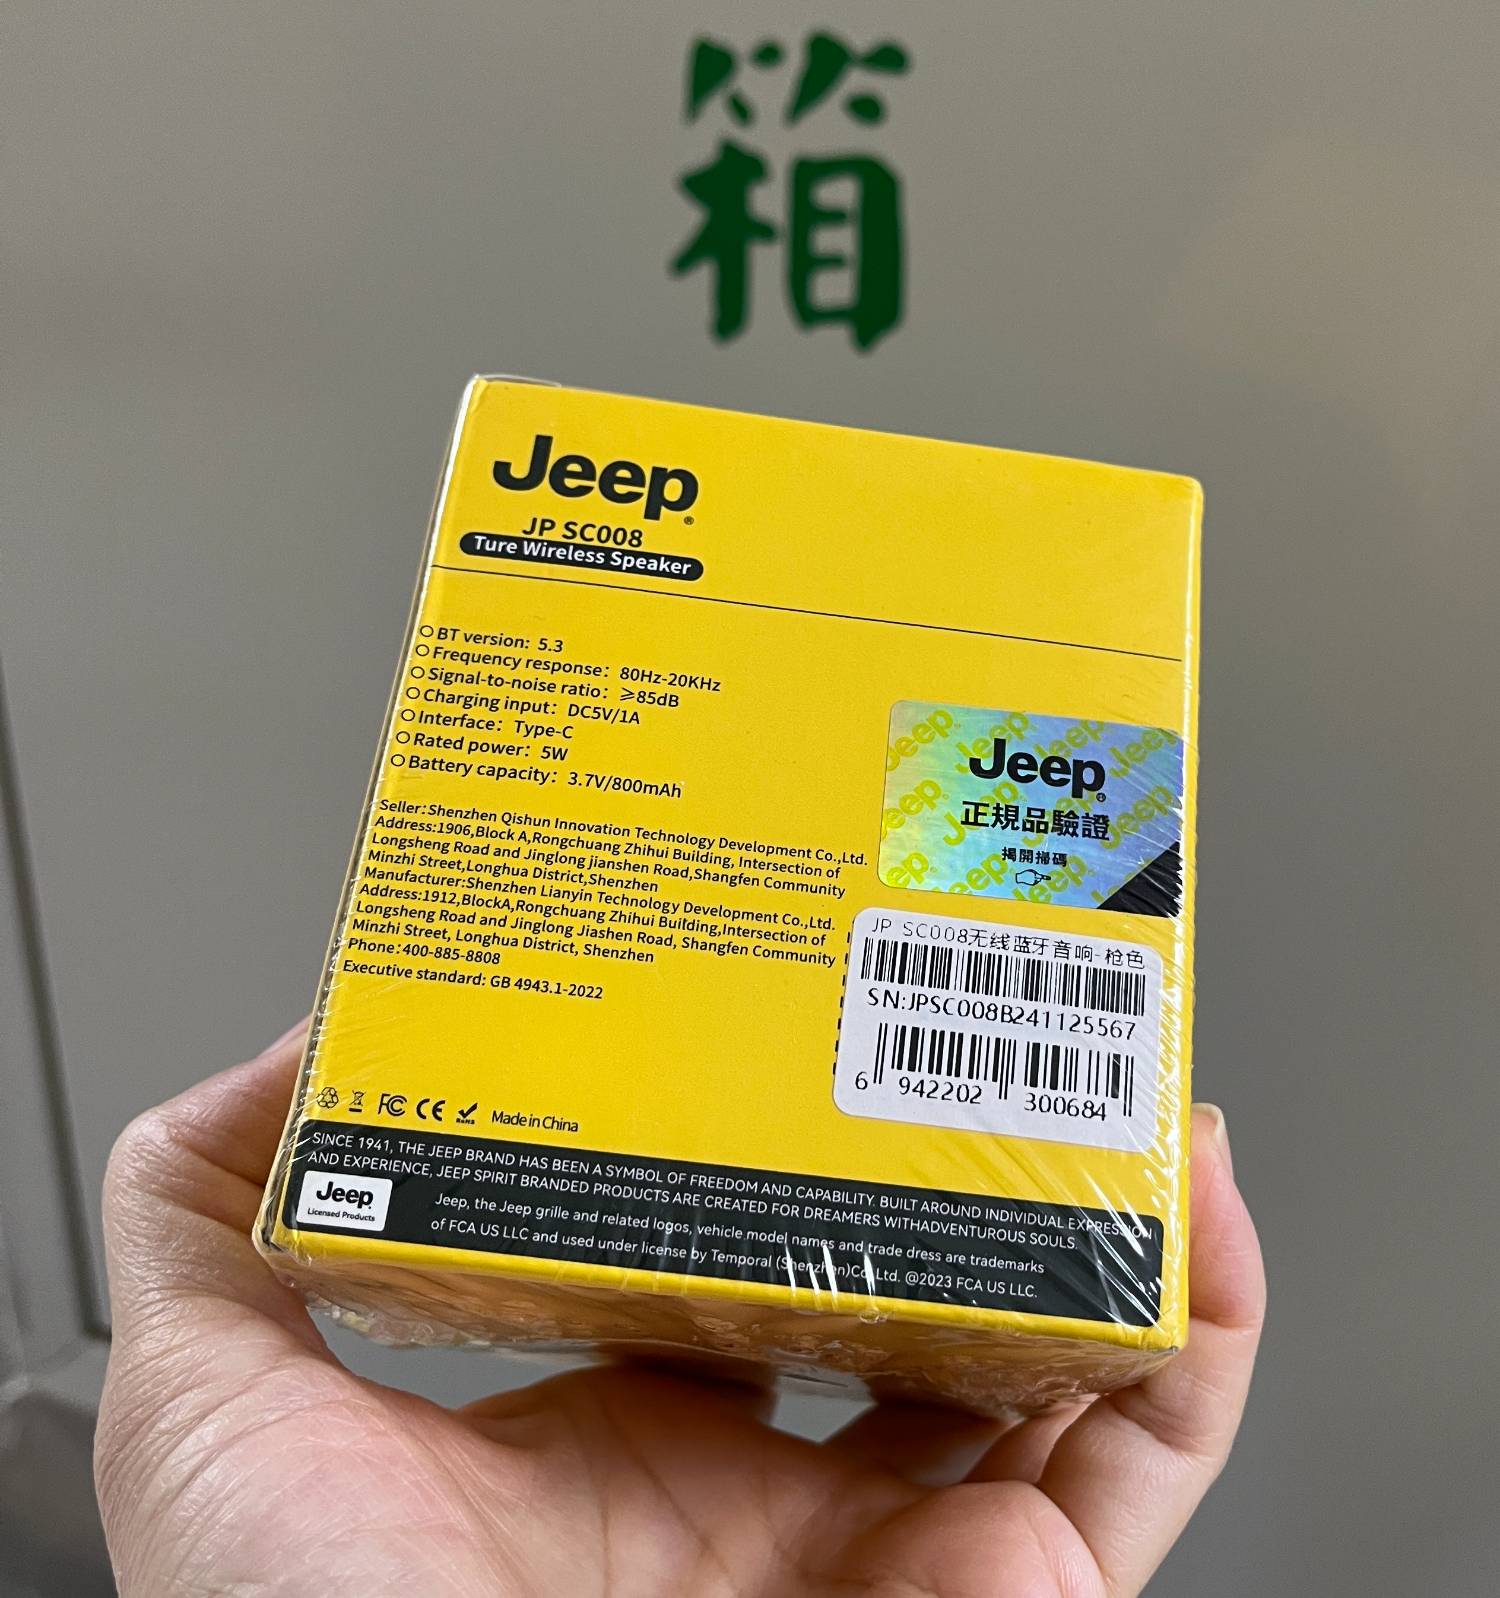 箱
Jeep®
JP SC008
Ture Wireless Speaker
BT version: 5.3
Frequency response: 80Hz-20KHz
Signal-to-noise ratio: ≥85dB
Charging input: DC5V/1A
Interface: Type-C
Rated power: 5W
Battery capacity: 3.7V/800mAh
Seller:Shenzhen Qishun Innovation Technology Development Co.,Ltd.
Address:1906,Block A,Rongchuang Zhihui Building, Intersection of
Longsheng Road and Jinglong jianshen Road,Shangfen Community
Minzhi Street,Longhua District,Shenzhen
Manufacturer:Shenzhen Lianyin Technology Development Co.,Ltd.
Address:1912,BlockA,Rongchuang Zhihui Building,Intersection of
Longsheng Road and Jinglong Jiashen Road, Shangfen Community
Minzhi Street, Longhua District, Shenzhen
Phone:400-885-8808
Executive standard: GB 4943.1-2022
Jeep®
正規品驗證
揭開掃碼
JP SC008无线蓝牙音响-枪色
SN:JPSC008B241125567
6 942202 300684
FC CE RoHS Made in China
SINCE 1941, THE JEEP BRAND HAS BEEN A SYMBOL OF FREEDOM AND CAPABILITY. BUILT AROUND INDIVIDUAL EXPRESSION
AND EXPERIENCE, JEEP SPIRIT BRANDED PRODUCTS ARE CREATED FOR DREAMERS WITHADVENTUROUS SOULS.
Jeep®
Licensed Products
Jeep, the Jeep grille and related logos, vehicle model names and trade dress are trademarks
of FCA US LLC and used under license by Temporal (Shenzhen)Co.,Ltd. @2023 FCA US LLC.